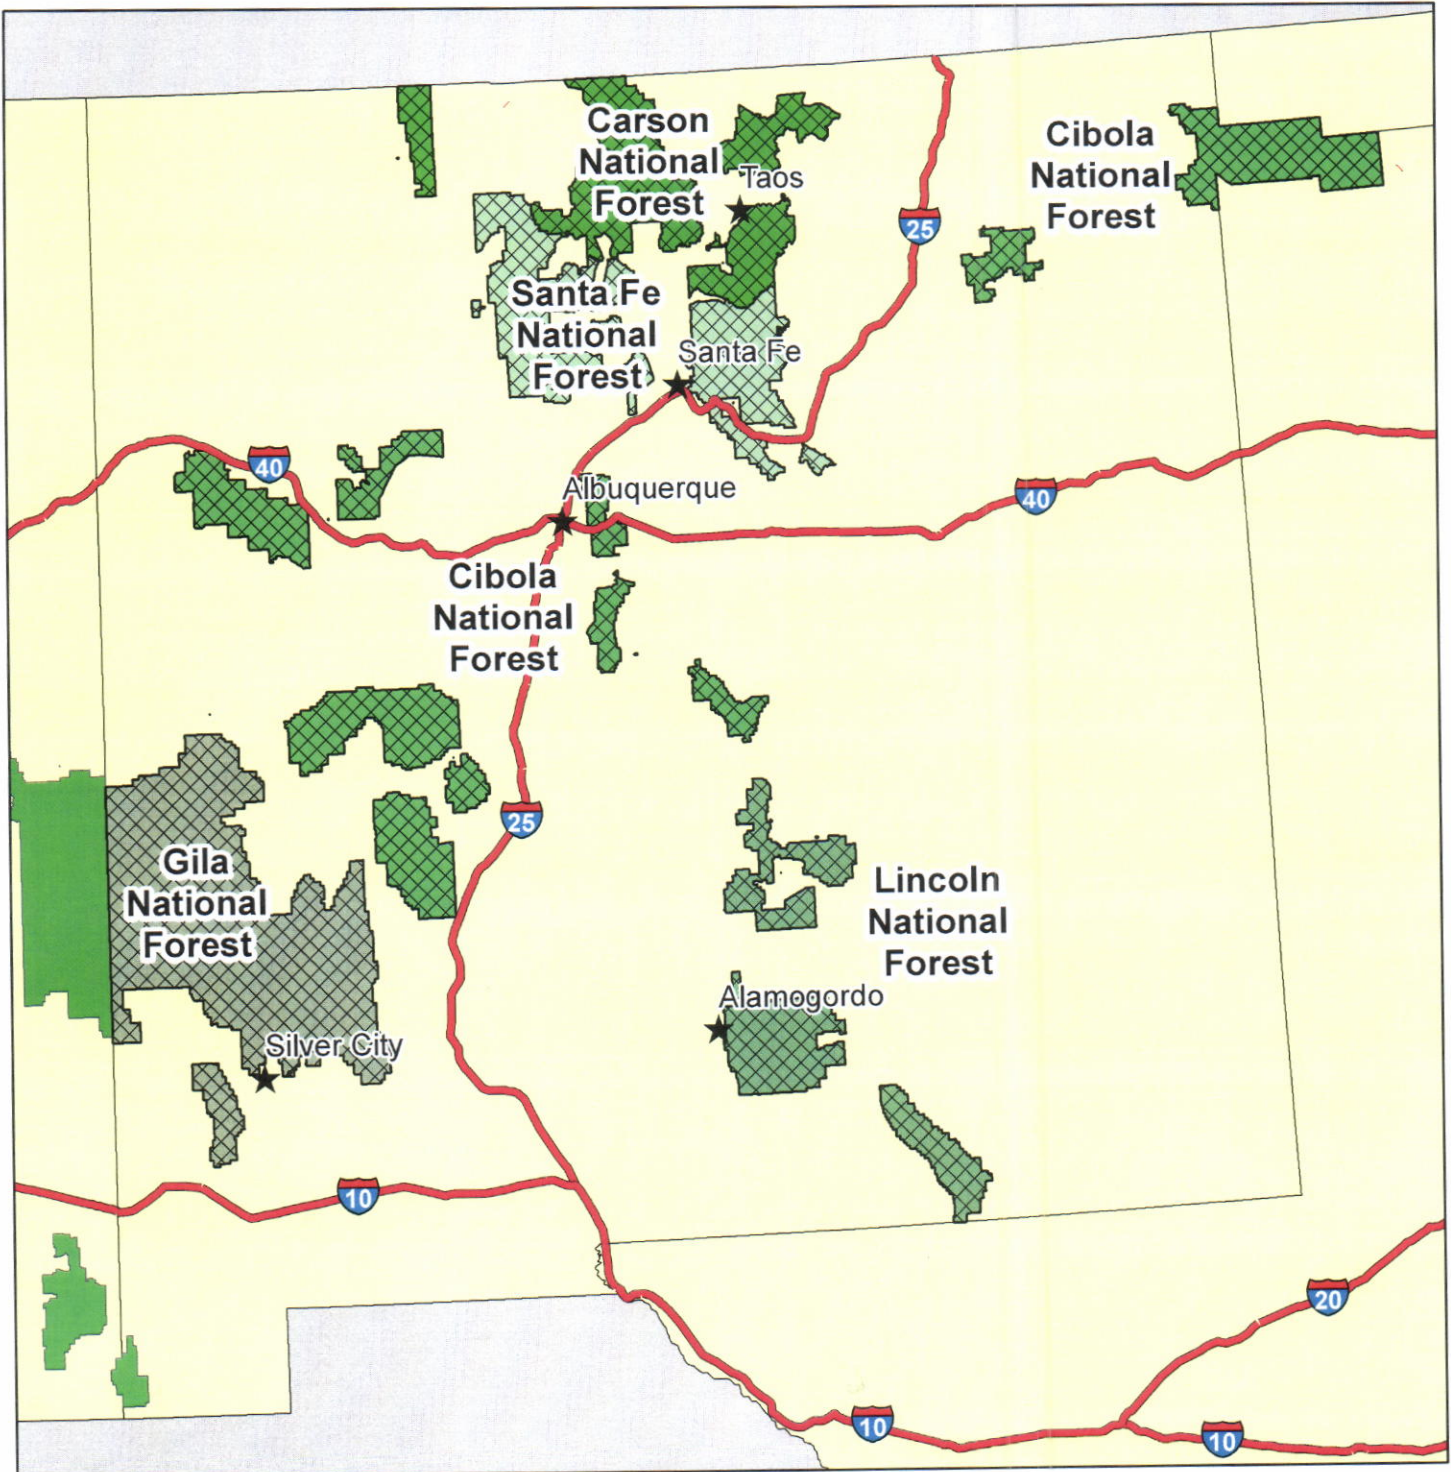 Carson
National
Forest
Taos
Cibola
National
Forest
25
Santa Fe
National
Forest
Santa Fe
40
40
Albuquerque
Cibola
National
Forest
25
Gila
National
Forest
Lincoln
National
Forest
Alamogordo
Silver City
10
20
10
10